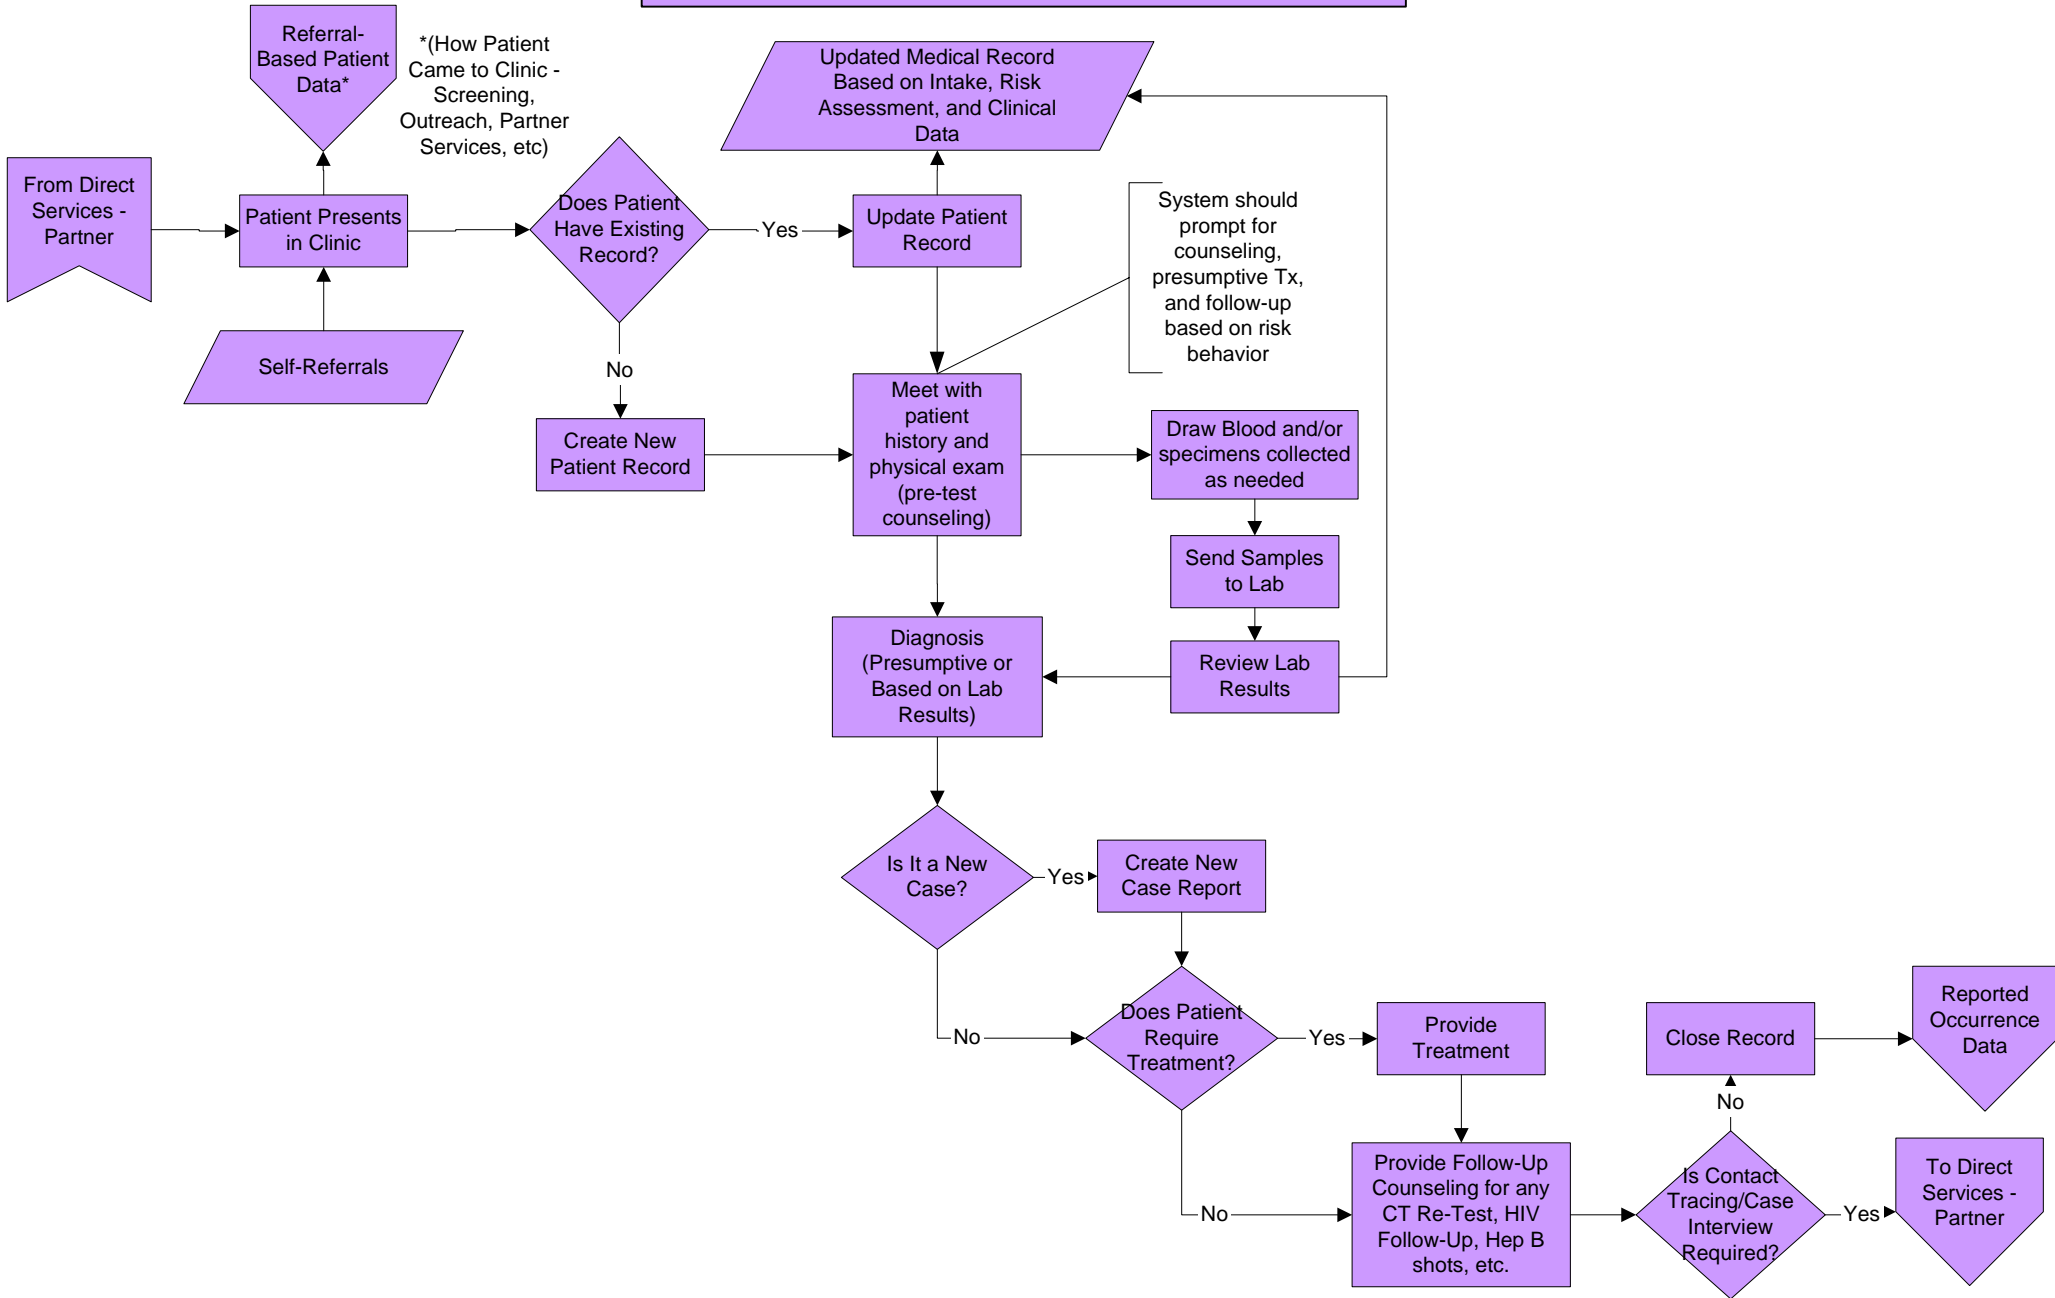 Referral-
Based Patient
Data*
*(How Patient
Came to Clinic -
Screening,
Outreach, Partner
Services, etc)
Updated Medical Record
Based on Intake, Risk
Assessment, and Clinical
Data
From Direct
Services -
Partner
Patient Presents
in Clinic
Does Patient
Have Existing
Record?
Yes
Update Patient
Record
System should
prompt for
counseling,
presumptive Tx,
and follow-up
based on risk
behavior
Self-Referrals
No
Create New
Patient Record
Meet with
patient
history and
physical exam
(pre-test
counseling)
Draw Blood and/or
specimens collected
as needed
Send Samples
to Lab
Diagnosis
(Presumptive or
Based on Lab
Results)
Review Lab
Results
Is It a New
Case?
Yes
Create New
Case Report
No
Does Patient
Require
Treatment?
Yes
Provide
Treatment
Close Record
Reported
Occurrence
Data
No
No
Provide Follow-Up
Counseling for any
CT Re-Test, HIV
Follow-Up, Hep B
shots, etc.
Is Contact
Tracing/Case
Interview
Required?
Yes
To Direct
Services -
Partner